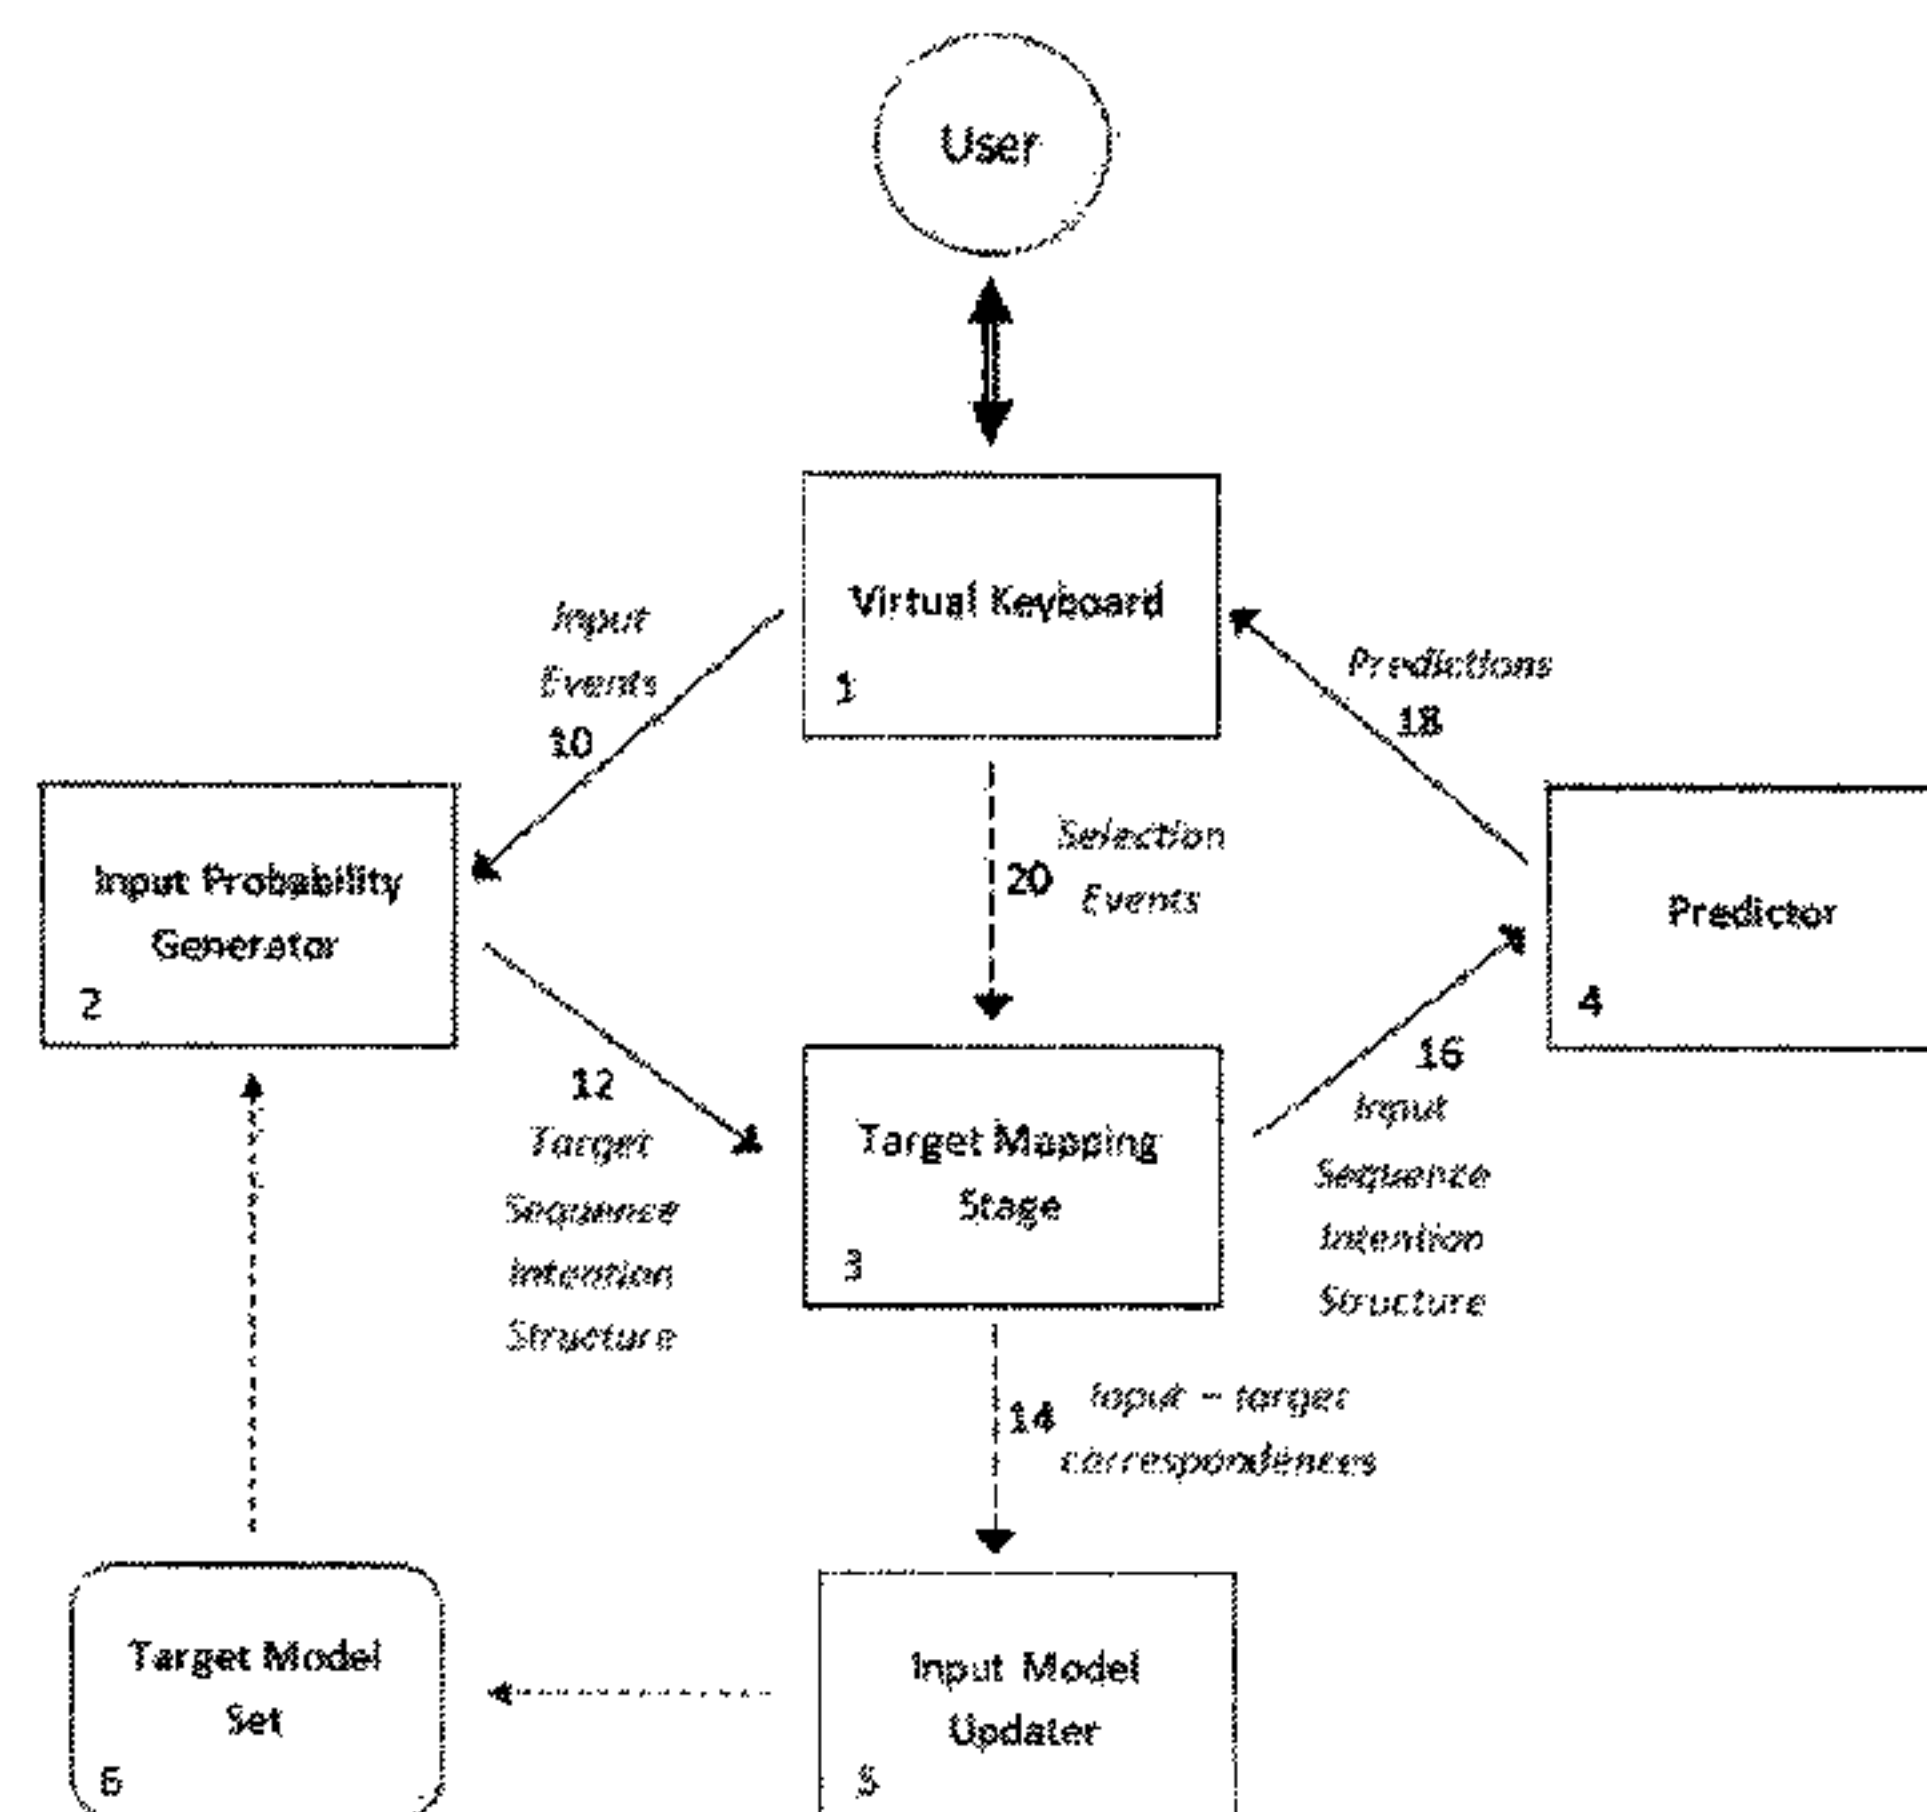 User
Virtual Keyboard
1
Input
Events
10
Predictions
18
Input Probability
Generator
2
20
Selection
Events
Predictor
4
12
Target
Sequence
Intention
Structure
Target Mapping
Stage
3
16
Input
Sequence
Intention
Structure
14
Input – target
correspondences
Target Model
Set
6
Input Model
Updater
5